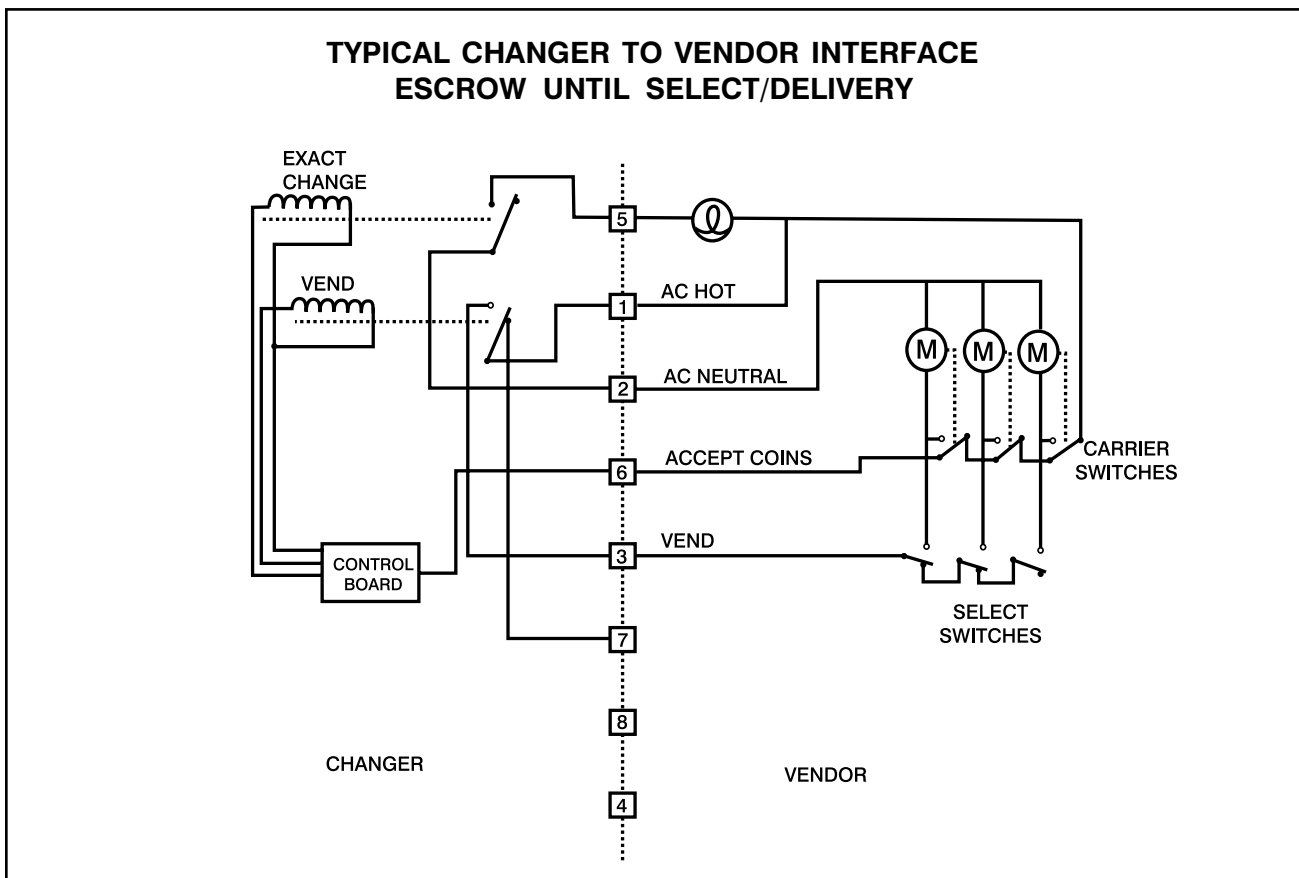 TYPICAL CHANGER TO VENDOR INTERFACE
ESCROW UNTIL SELECT/DELIVERY
EXACT
CHANGE
5
VEND
1
AC HOT
M
M
M
2
AC NEUTRAL
6
ACCEPT COINS
CARRIER
SWITCHES
3
VEND
CONTROL
BOARD
SELECT
SWITCHES
7
8
CHANGER
VENDOR
4